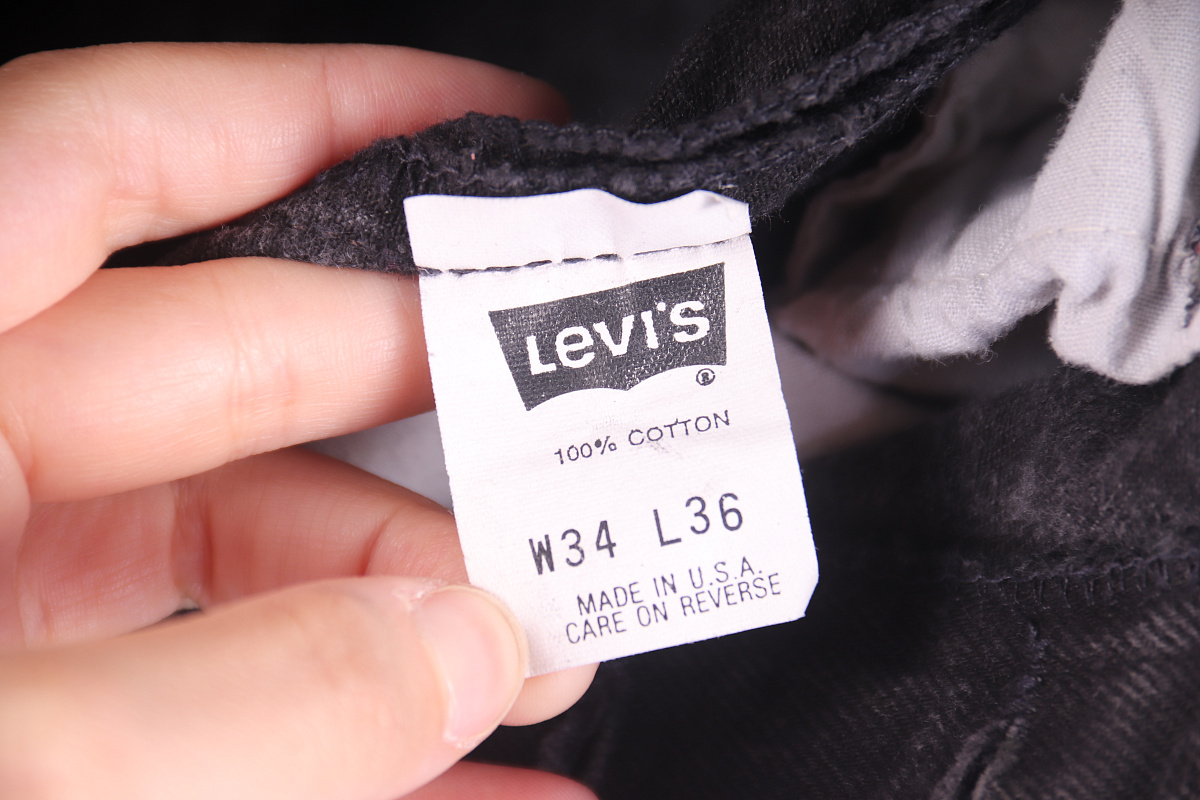 Levi's
®
100% COTTON
W34 L36
MADE IN U.S.A.
CARE ON REVERSE